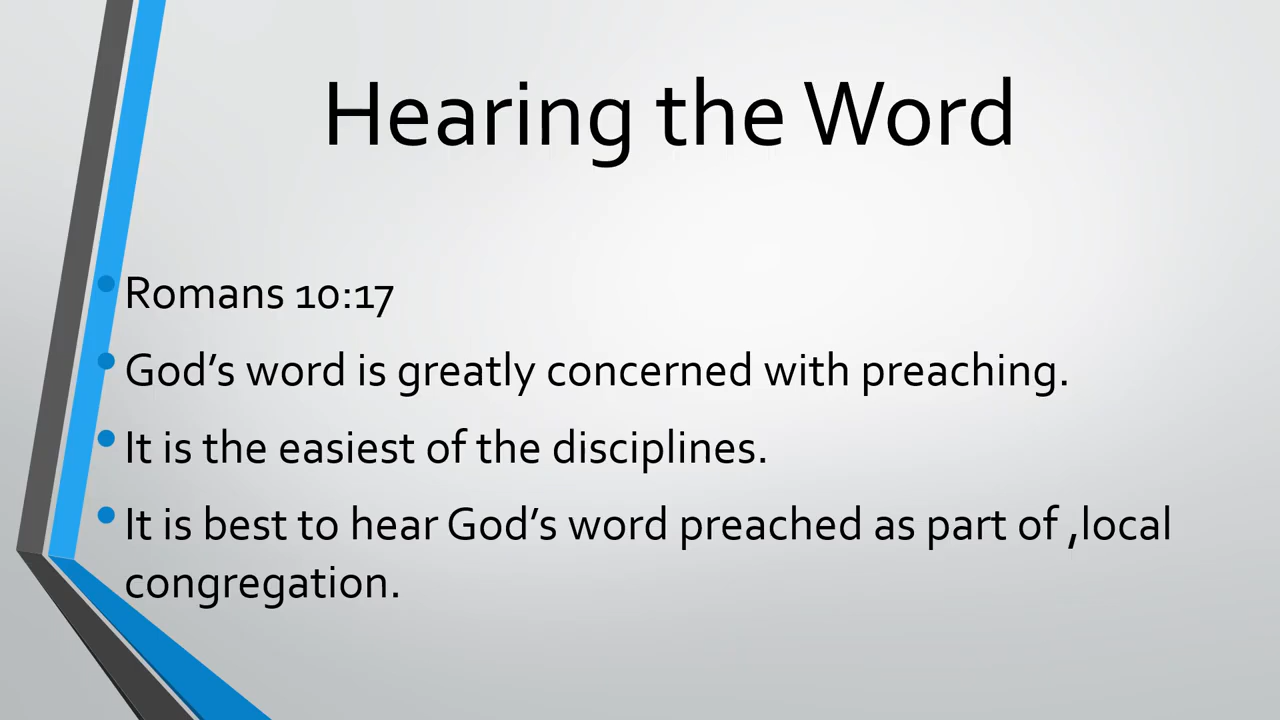 Hearing the Word
• Romans 10:17
• God’s word is greatly concerned with preaching.
• It is the easiest of the disciplines.
• It is best to hear God’s word preached as part of ,local
congregation.